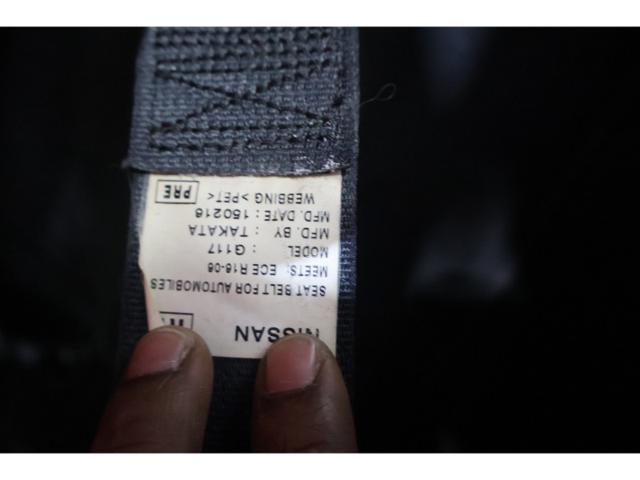 NISSAN
SEAT BELT FOR AUTOMOBILES
MEETS: ECE R16-06
MODEL : G117
MFD. BY : TAKATA
MFD. DATE : 150216
WEBBING >PET< PRE